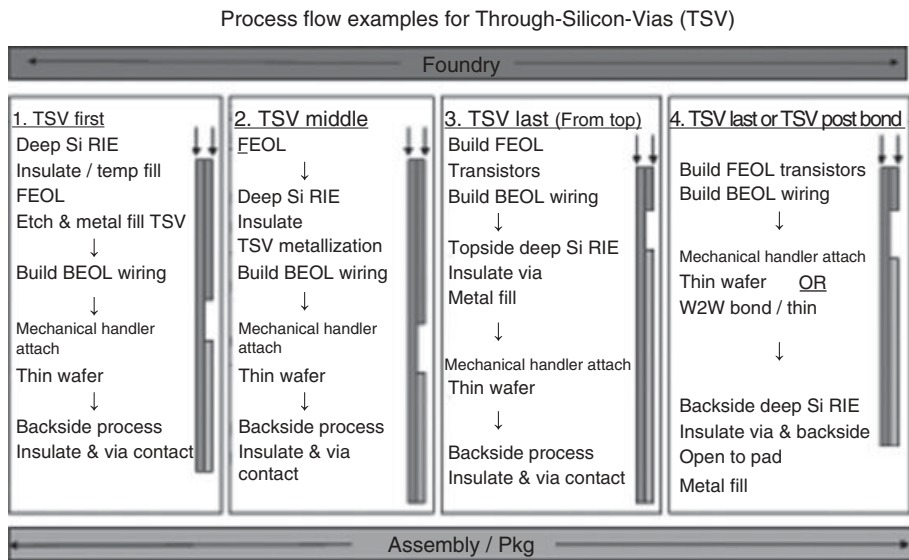 Process flow examples for Through-Silicon-Vias (TSV)
Foundry
1. TSV first
Deep Si RIE
Insulate / temp fill
FEOL
Etch & metal fill TSV
↓
Build BEOL wiring
↓
Mechanical handler
attach
Thin wafer
↓
Backside process
Insulate & via contact
2. TSV middle
FEOL
↓
Deep Si RIE
Insulate
TSV metallization
Build BEOL wiring
↓
Mechanical handler
attach
Thin wafer
↓
Backside process
Insulate & via
contact
3. TSV last (From top)
Build FEOL
Transistors
Build BEOL wiring
↓
Topside deep Si RIE
Insulate via
Metal fill
↓
Mechanical handler attach
Thin wafer
↓
Backside process
Insulate & via contact
4. TSV last or TSV post bond
Build FEOL transistors
Build BEOL wiring
↓
Mechanical handler attach
Thin wafer OR
W2W bond / thin
↓
Backside deep Si RIE
Insulate via & backside
Open to pad
Metal fill
Assembly / Pkg